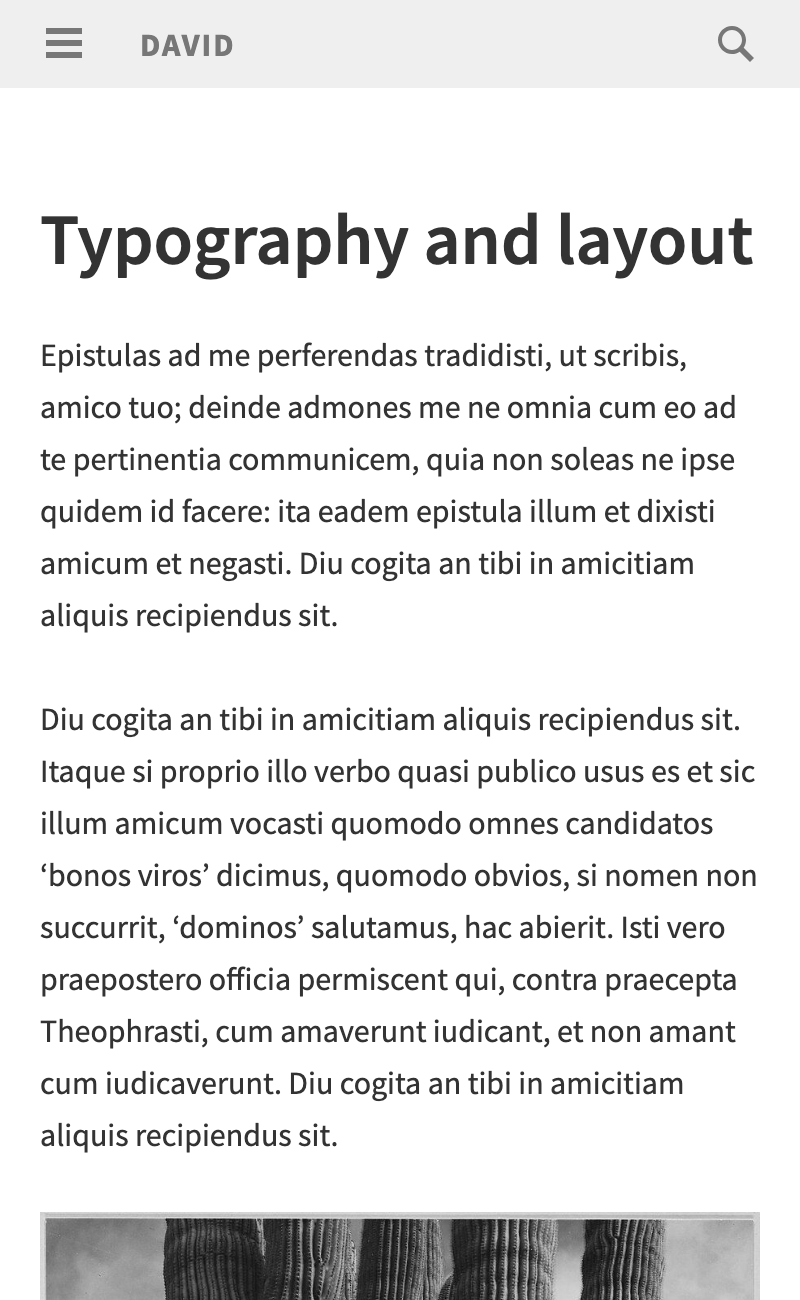 DAVID
Typography and layout
Epistulas ad me perferendas tradidisti, ut scribis,
amico tuo; deinde admones me ne omnia cum eo ad
te pertinentia communicem, quia non soleas ne ipse
quidem id facere: ita eadem epistula illum et dixisti
amicum et negasti. Diu cogita an tibi in amicitiam
aliquis recipiendus sit.
Diu cogita an tibi in amicitiam aliquis recipiendus sit.
Itaque si proprio illo verbo quasi publico usus es et sic
illum amicum vocasti quomodo omnes candidatos
‘bonos viros’ dicimus, quomodo obvios, si nomen non
succurrit, ‘dominos’ salutamus, hac abierit. Isti vero
praepostero officia permiscent qui, contra praecepta
Theophrasti, cum amaverunt iudicant, et non amant
cum iudicaverunt. Diu cogita an tibi in amicitiam
aliquis recipiendus sit.